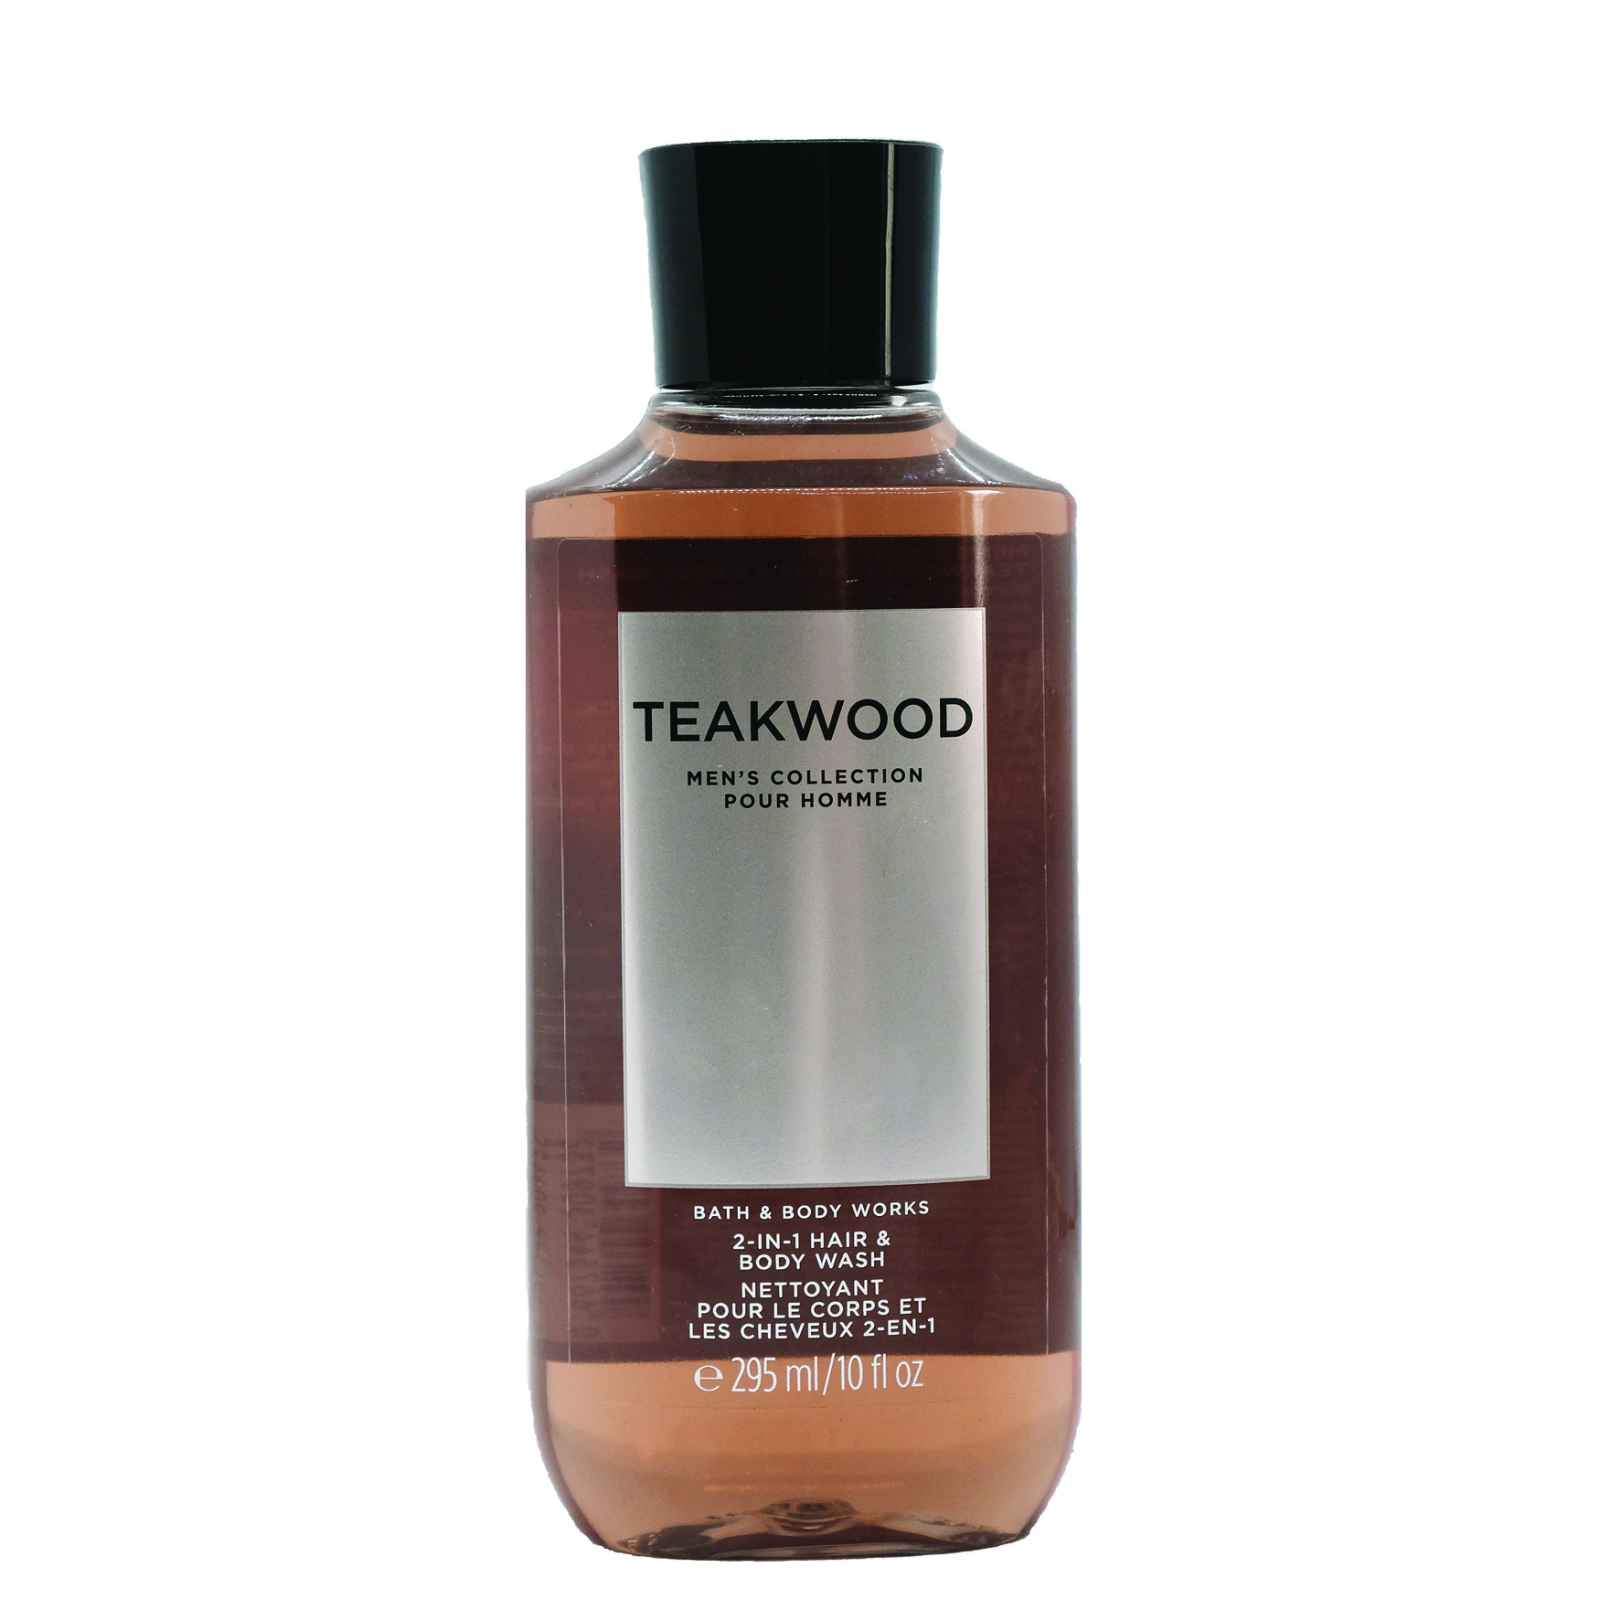 TEAKWOOD
MEN'S COLLECTION
POUR HOMME
BATH & BODY WORKS
2-IN-1 HAIR &
BODY WASH
NETTOYANT
POUR LE CORPS ET
LES CHEVEUX 2-EN-1
℮ 295 ml/10 fl oz